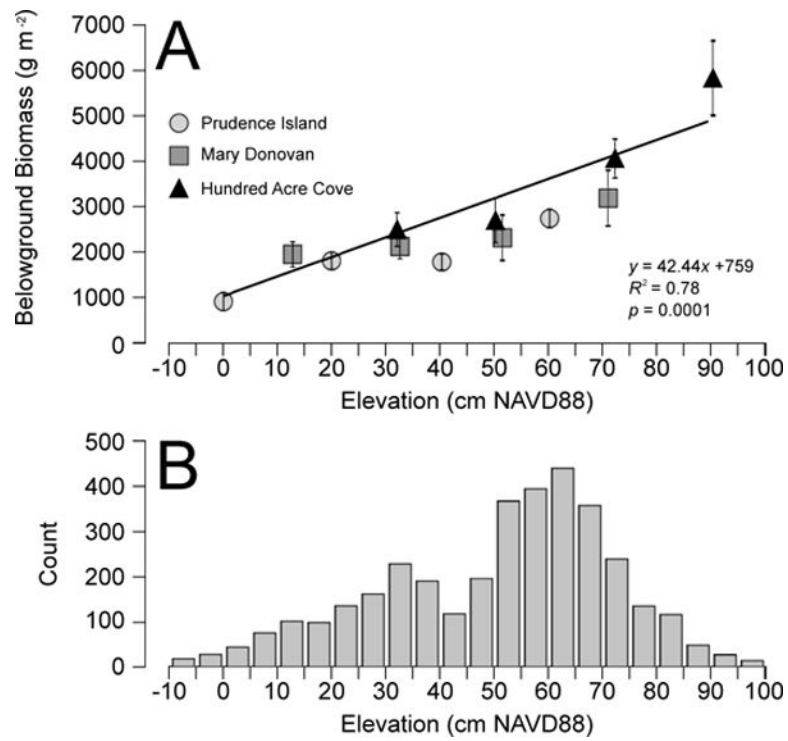 A
Belowground Biomass (g m⁻²)
7000
6000
5000
4000
3000
2000
1000
0
Prudence Island
Mary Donovan
Hundred Acre Cove
y = 42.44x +759
R² = 0.78
p = 0.0001
-10 0 10 20 30 40 50 60 70 80 90 100
Elevation (cm NAVD88)
B
Count
500
400
300
200
100
0
-10 0 10 20 30 40 50 60 70 80 90 100
Elevation (cm NAVD88)